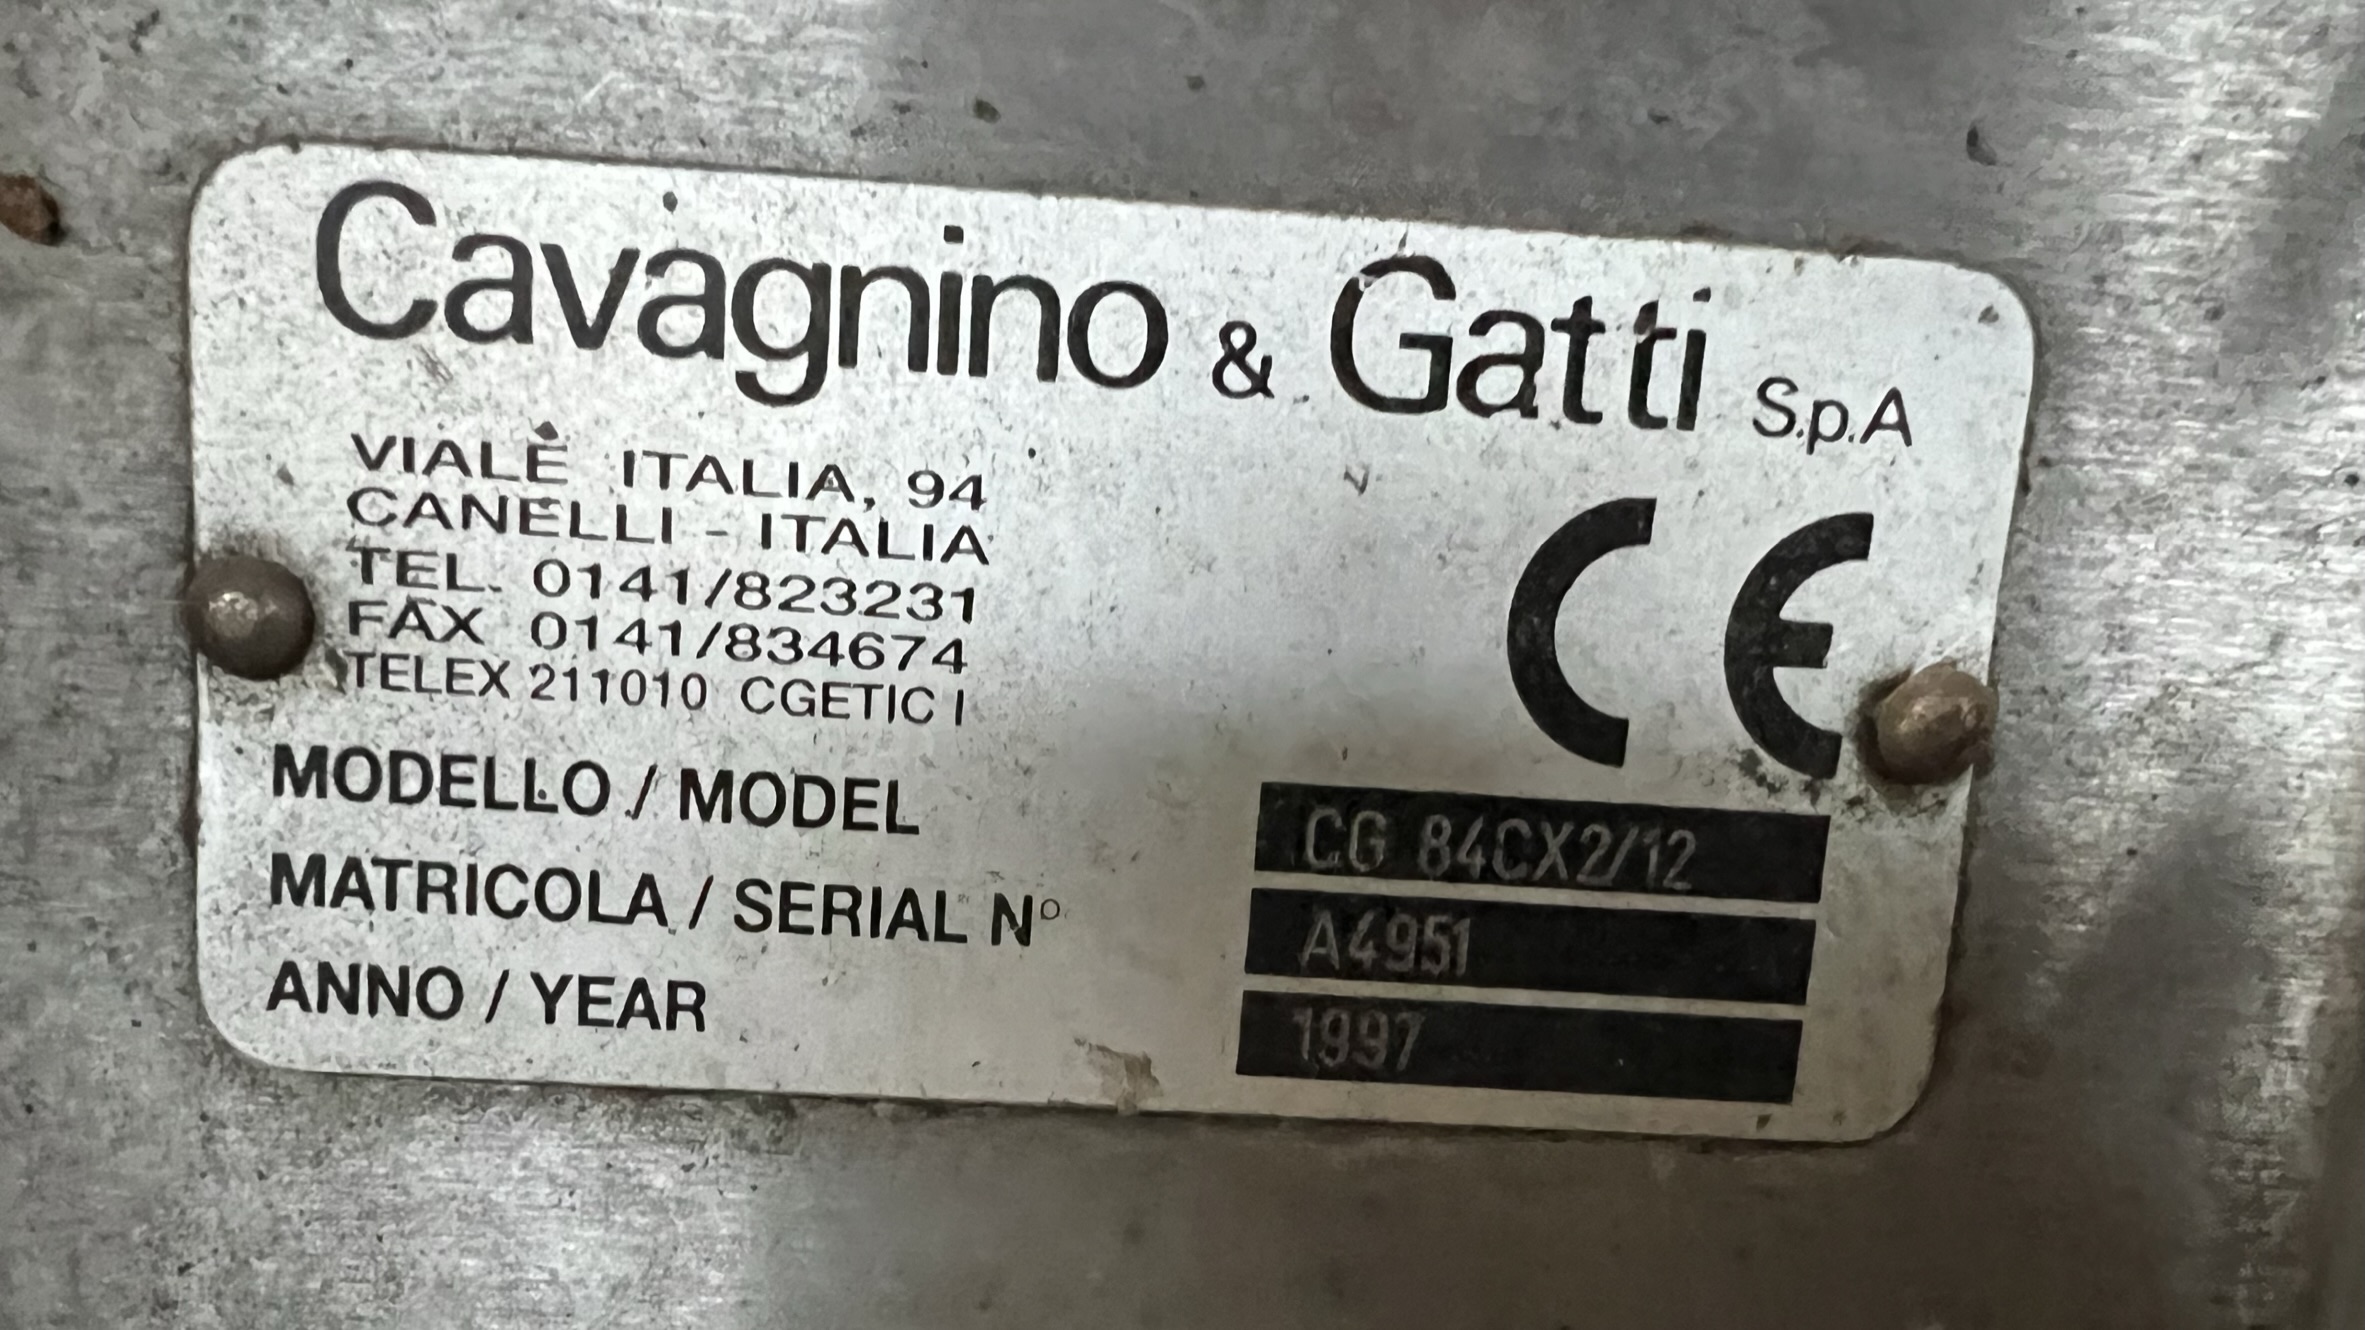 Cavagnino & Gatti S.p.A
VIALE ITALIA, 94
CANELLI - ITALIA
TEL. 0141/823231
FAX 0141/834674
TELEX 211010 CGETIC I
CE
MODELLO / MODEL CG 84CX2/12
MATRICOLA / SERIAL N° A4951
ANNO / YEAR 1997